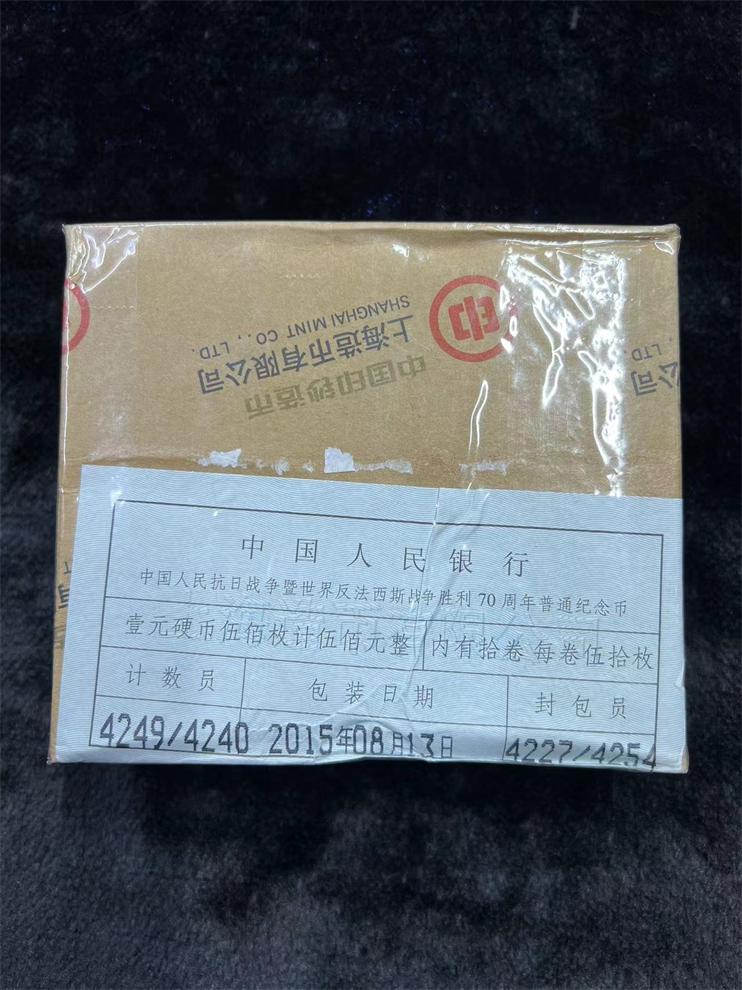 印
中国印钞造币
上海造币有限公司
SHANGHAI MINT CO., LTD.
LTD.
公司
中国人民银行
中国人民抗日战争暨世界反法西斯战争胜利70周年普通纪念币
壹元硬币伍佰枚计伍佰元整 内有拾卷 每卷伍拾枚
计数员 包装日期 封包员
4249/4240 2015年08月13日 4227/4254